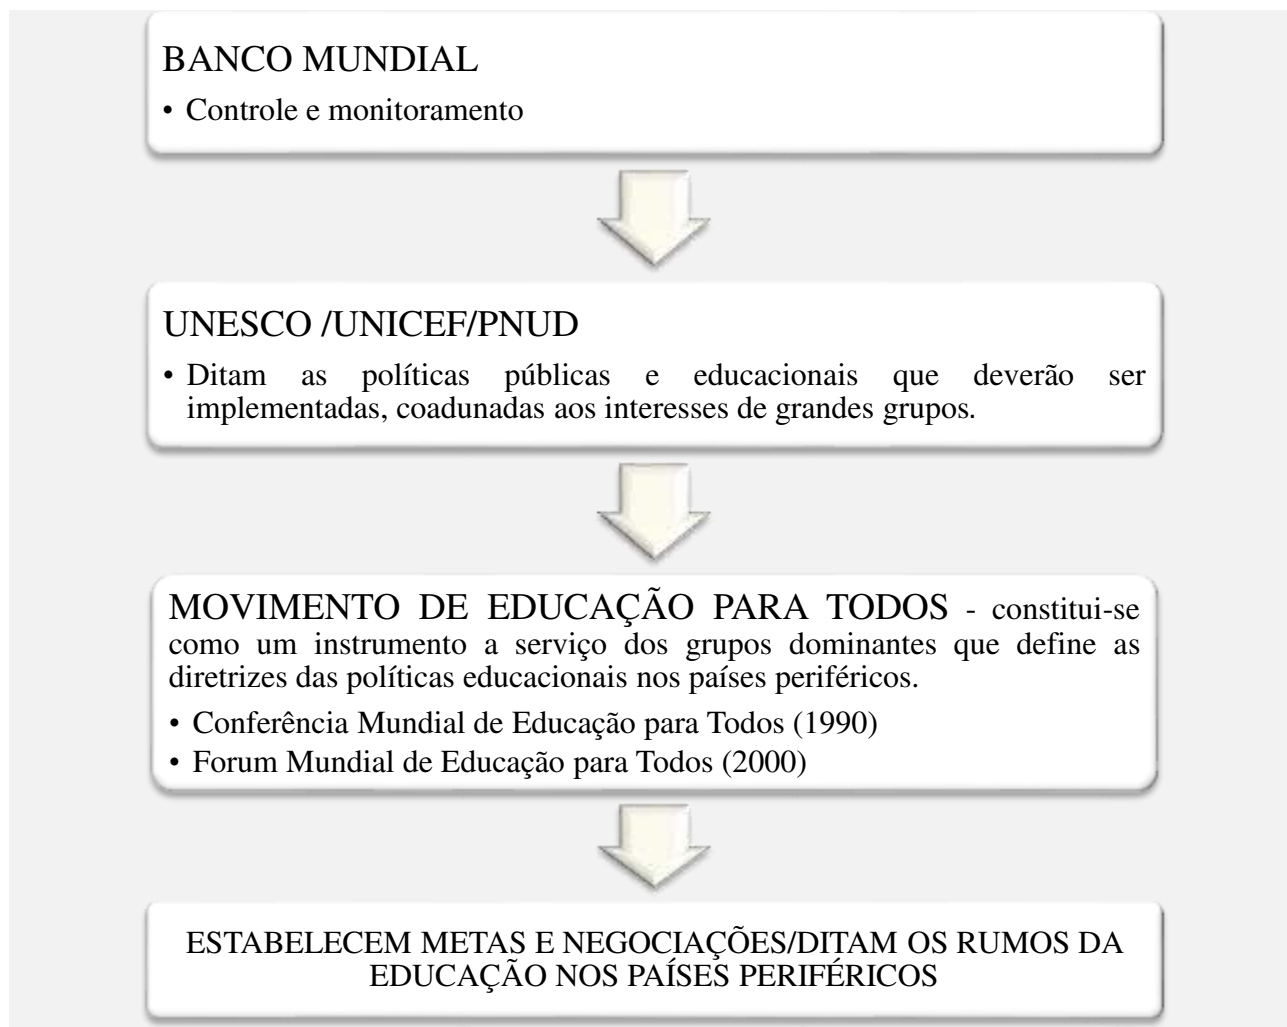 BANCO MUNDIAL
• Controle e monitoramento
UNESCO /UNICEF/PNUD
• Ditam as políticas públicas e educacionais que deverão ser
implementadas, coadunadas aos interesses de grandes grupos.
MOVIMENTO DE EDUCAÇÃO PARA TODOS - constitui-se
como um instrumento a serviço dos grupos dominantes que define as
diretrizes das políticas educacionais nos países periféricos.
• Conferência Mundial de Educação para Todos (1990)
• Forum Mundial de Educação para Todos (2000)
ESTABELECEM METAS E NEGOCIAÇÕES/DITAM OS RUMOS DA
EDUCAÇÃO NOS PAÍSES PERIFÉRICOS